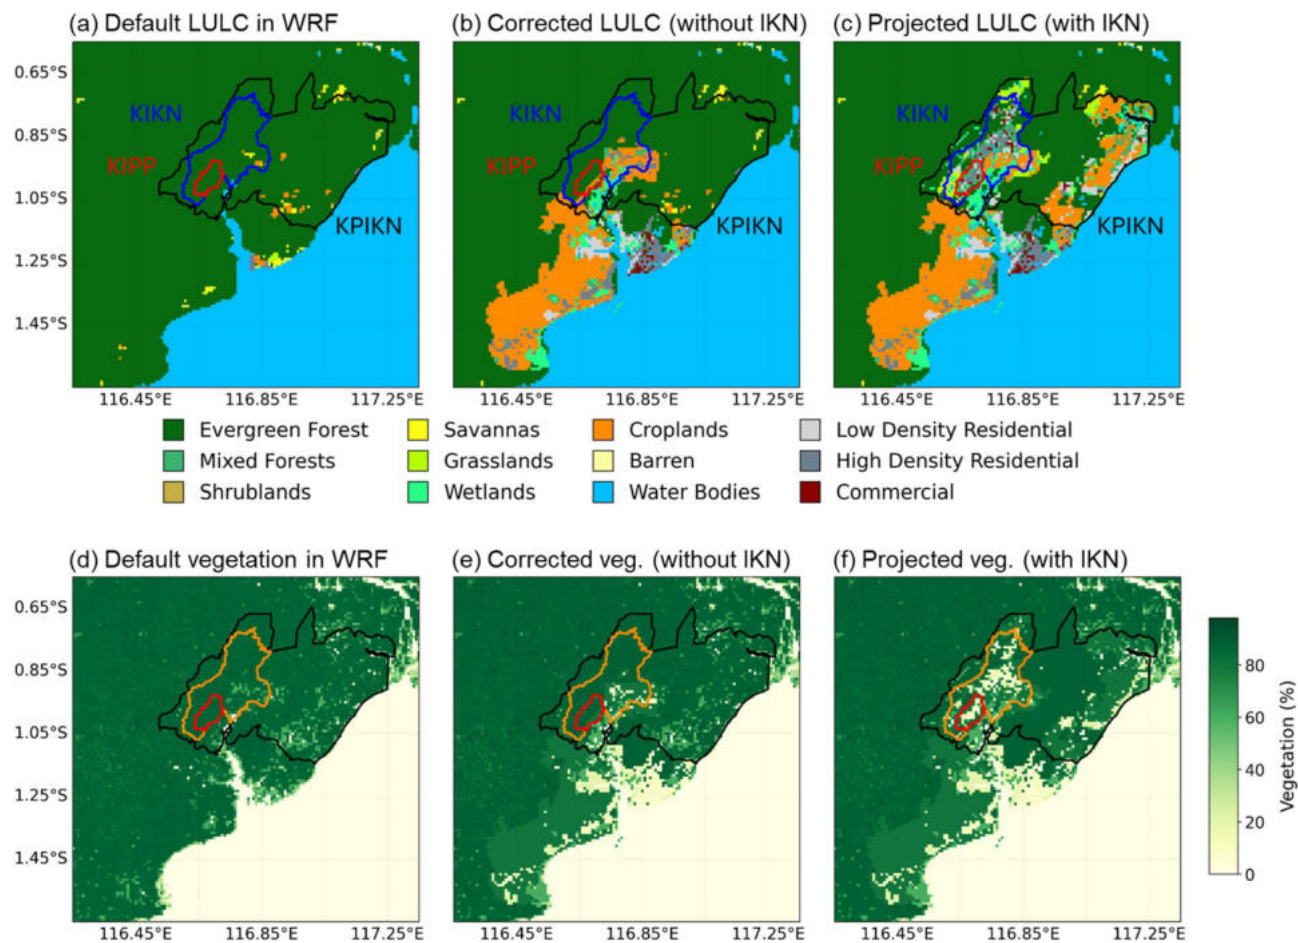 (a) Default LULC in WRF
(b) Corrected LULC (without IKN)
(c) Projected LULC (with IKN)
0.65°S
0.85°S
1.05°S
1.25°S
1.45°S
KIKN
KIPP
KPIKN
KIKN
KIPP
KPIKN
KIKN
KIPP
KPIKN
116.45°E 116.85°E 117.25°E
116.45°E 116.85°E 117.25°E
116.45°E 116.85°E 117.25°E
Evergreen Forest
Savannas
Croplands
Low Density Residential
Mixed Forests
Grasslands
Barren
High Density Residential
Shrublands
Wetlands
Water Bodies
Commercial
(d) Default vegetation in WRF
(e) Corrected veg. (without IKN)
(f) Projected veg. (with IKN)
0.65°S
0.85°S
1.05°S
1.25°S
1.45°S
116.45°E 116.85°E 117.25°E
116.45°E 116.85°E 117.25°E
116.45°E 116.85°E 117.25°E
80
60
40
20
0
Vegetation (%)